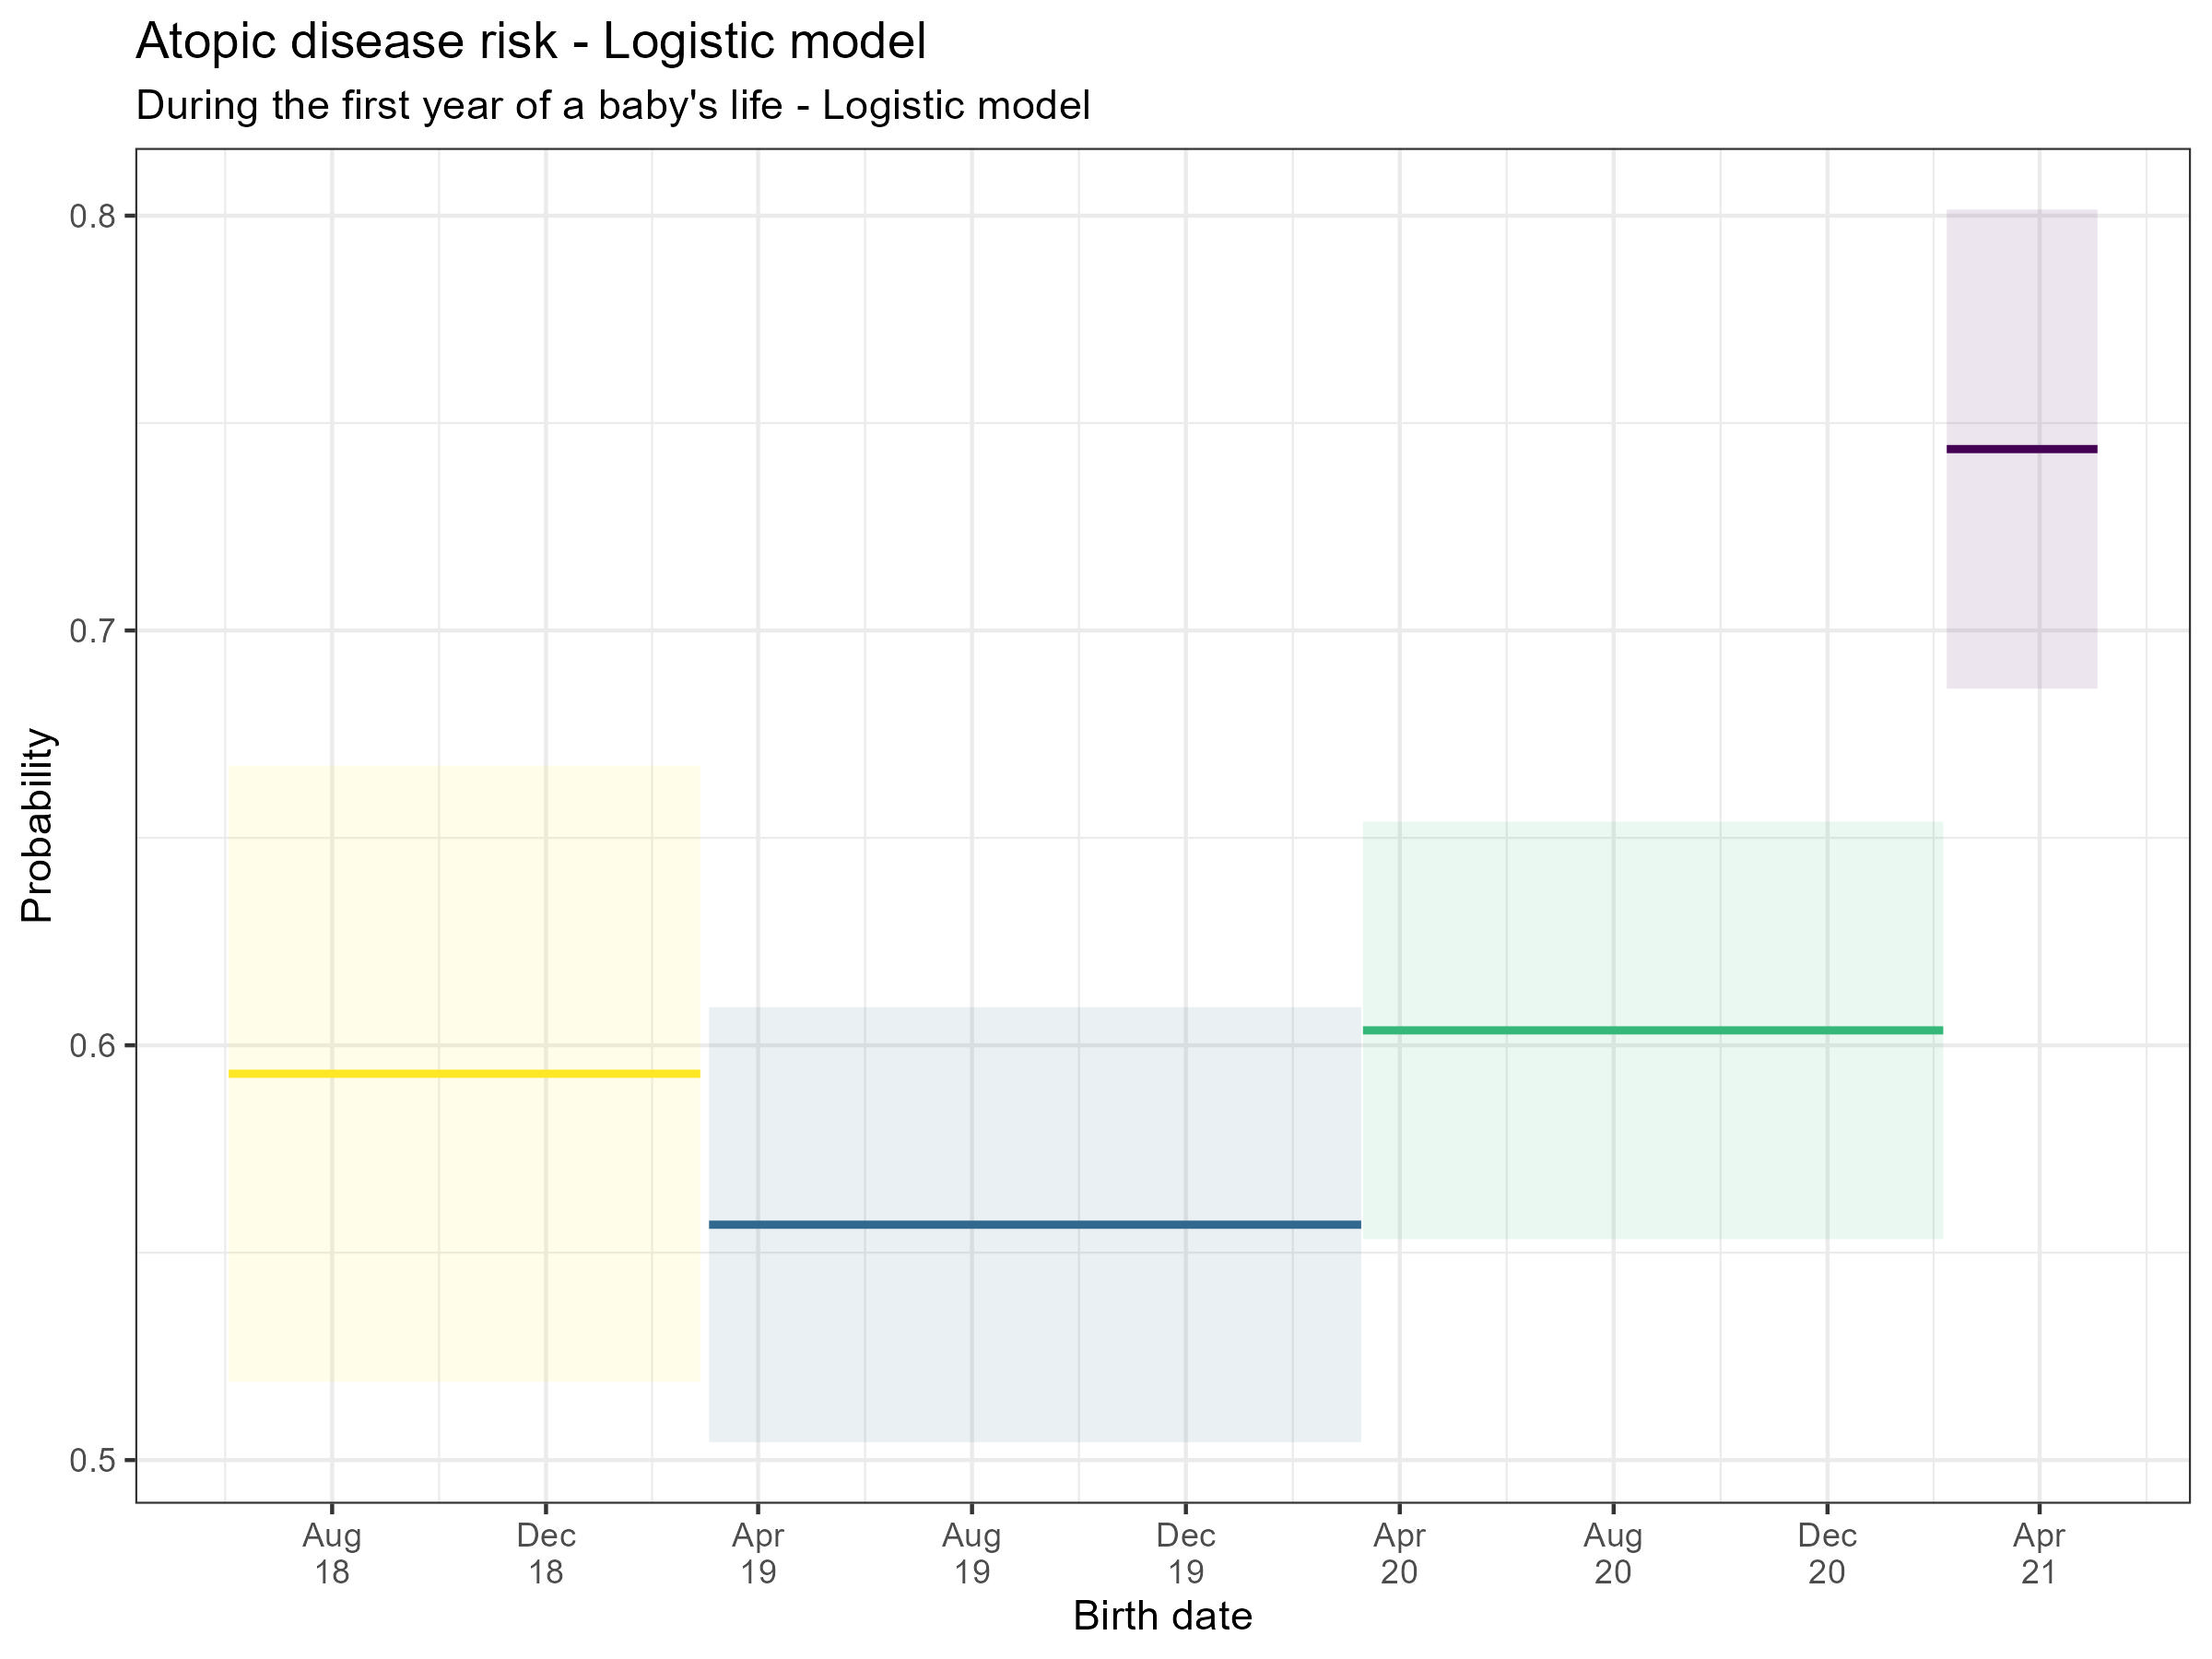 Atopic disease risk - Logistic model
During the first year of a baby's life - Logistic model
Probability
0.8
0.7
0.6
0.5
Aug Dec Apr Aug Dec Apr Aug Dec Apr
18 18 19 19 19 20 20 20 21
Birth date